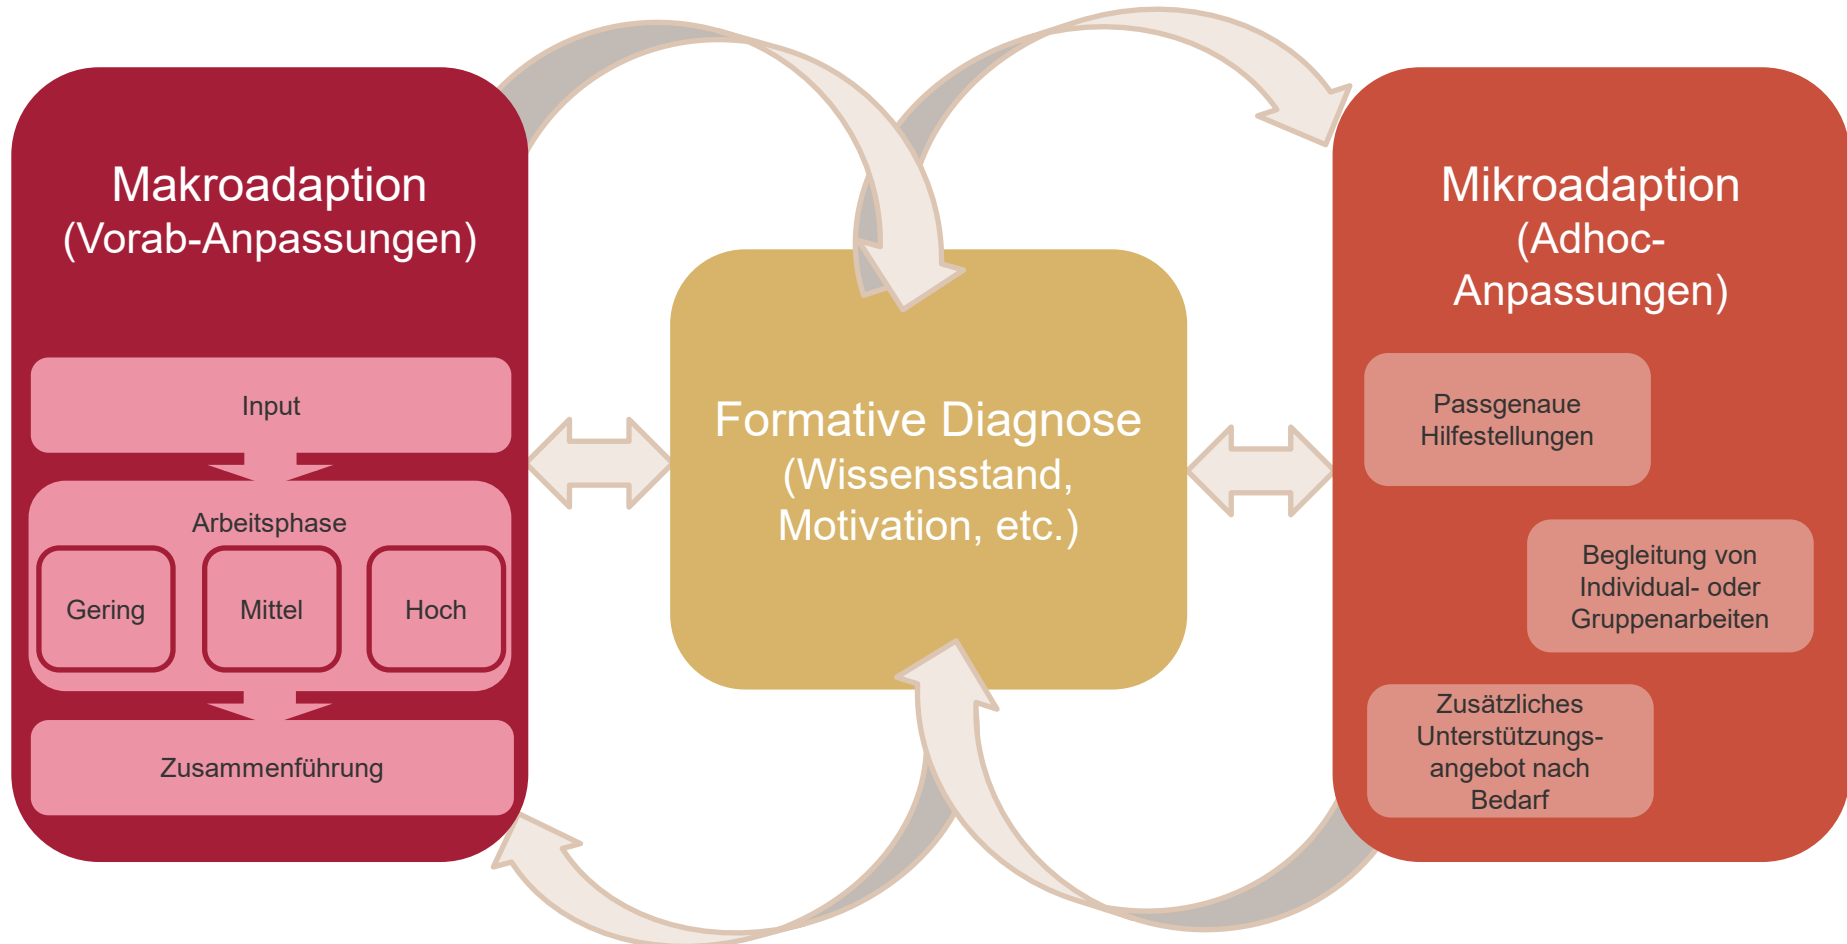 Makroadaption
(Vorab-Anpassungen)
Input
Arbeitsphase
Gering
Mittel
Hoch
Zusammenführung
Formative Diagnose
(Wissensstand,
Motivation, etc.)
Mikroadaption
(Adhoc-
Anpassungen)
Passgenaue
Hilfestellungen
Begleitung von
Individual- oder
Gruppenarbeiten
Zusätzliches
Unterstützungs-
angebot nach
Bedarf